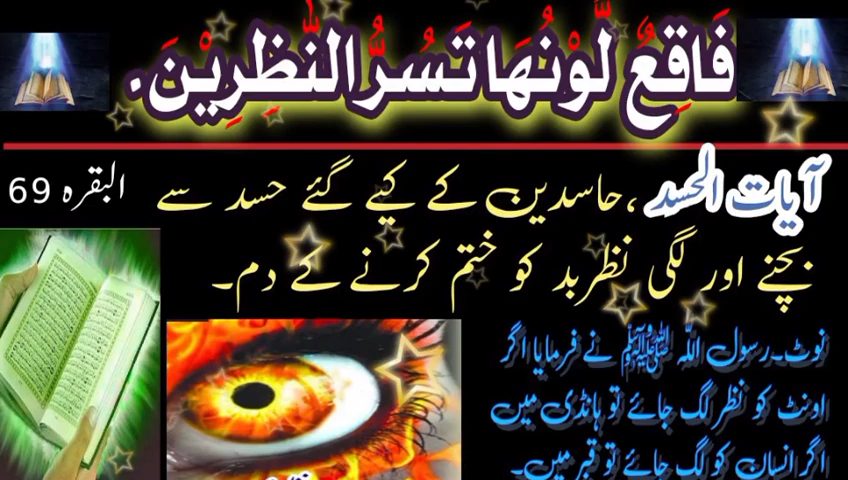 فَاقِعٌ لَّوْنُهَا تَسُرُّ النّٰظِرِيْنَ.
آیات الحسد، حاسدین کے کیے گئے حسد سے البقرہ 69
بچنے اور لگی نظر بد کو ختم کرنے کے دم۔
نوٹ۔رسول اللہ ﷺ نے فرمایا اگر
اونٹ کو نظر لگ جائے تو ہانڈی میں
اگر انسان کو لگ جائے تو قبر میں۔